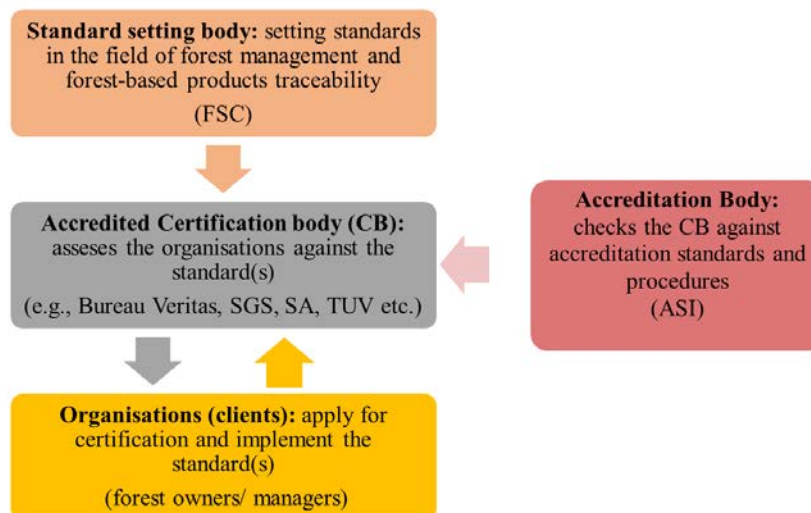 Standard setting body: setting standards
in the field of forest management and
forest-based products traceability
(FSC)
Accredited Certification body (CB):
asseses the organisations against the
standard(s)
(e.g., Bureau Veritas, SGS, SA, TUV etc.)
Accreditation Body:
checks the CB against
accreditation standards and
procedures
(ASI)
Organisations (clients): apply for
certification and implement the
standard(s)
(forest owners/ managers)